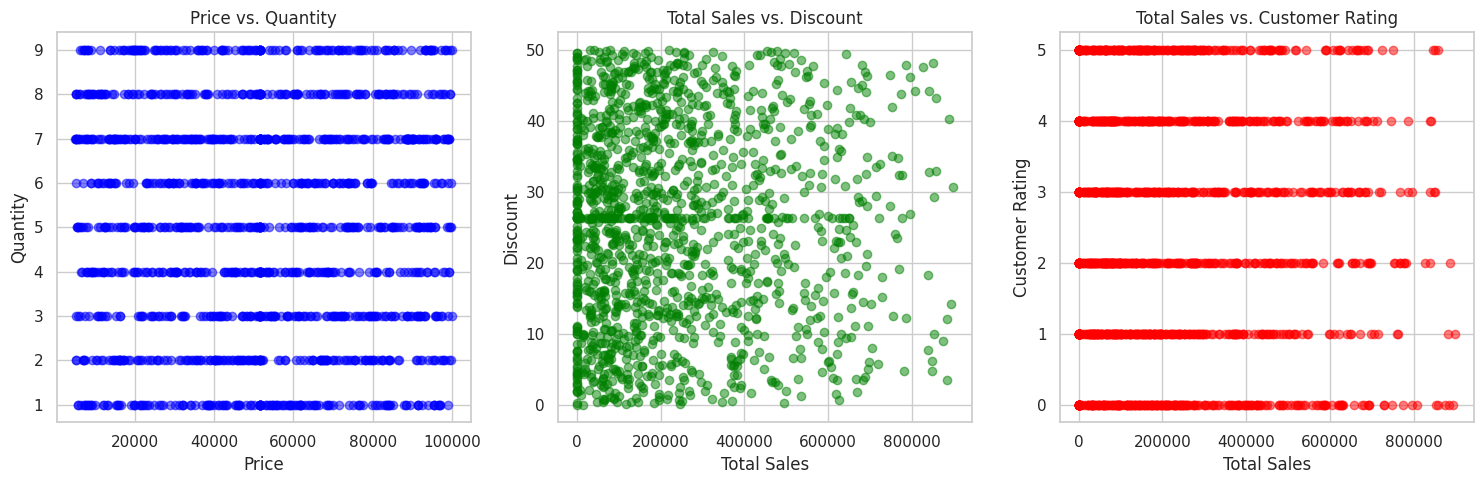 Price vs. Quantity
9
8
7
6
5
4
3
2
1
Quantity
20000 40000 60000 80000 100000
Price
Total Sales vs. Discount
50
40
30
20
10
0
Discount
0 200000 400000 600000 800000
Total Sales
Total Sales vs. Customer Rating
5
4
3
2
1
0
Customer Rating
0 200000 400000 600000 800000
Total Sales